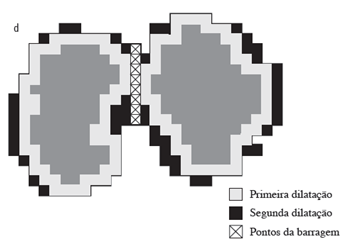 d
Primeira dilatação
Segunda dilatação
Pontos da barragem